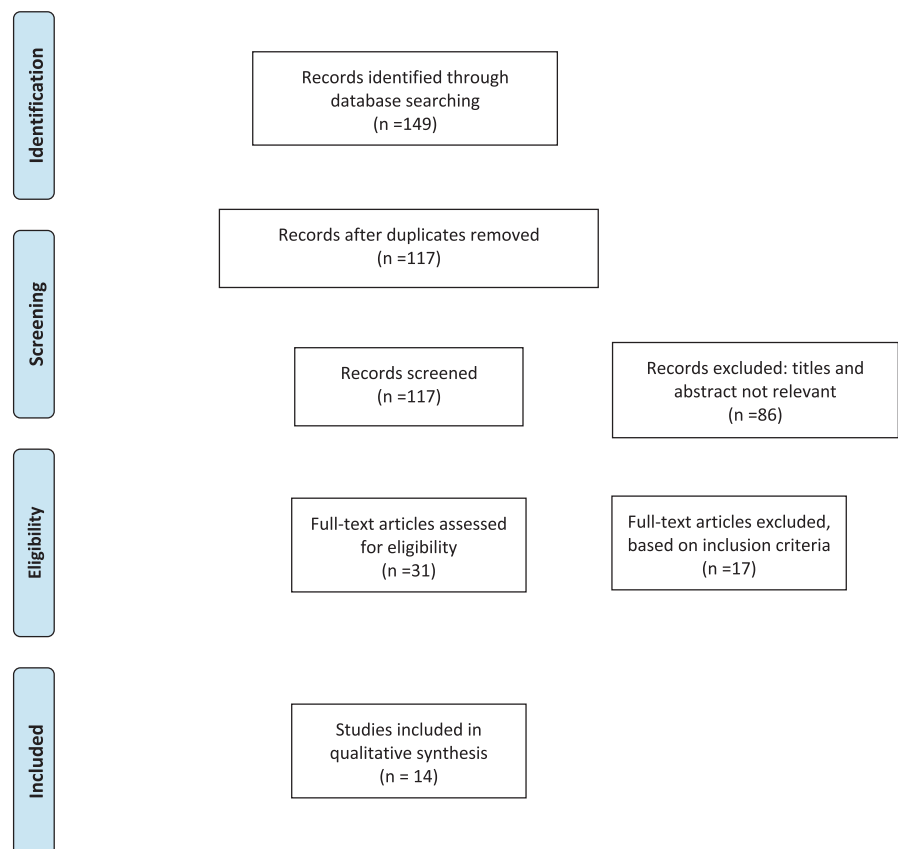 Identification
Records identified through
database searching
(n =149)
Records after duplicates removed
(n =117)
Screening
Records screened
(n =117)
Records excluded: titles and
abstract not relevant
(n =86)
Eligibility
Full-text articles assessed
for eligibility
(n =31)
Full-text articles excluded,
based on inclusion criteria
(n =17)
Included
Studies included in
qualitative synthesis
(n = 14)